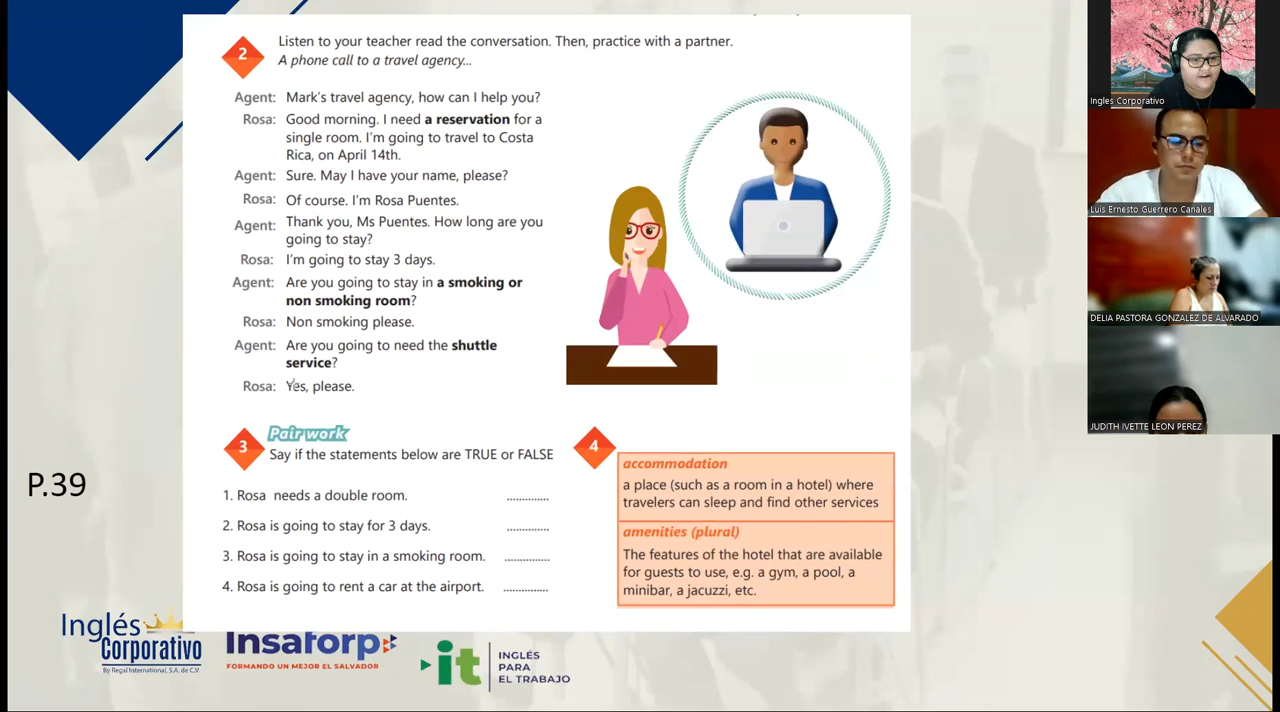 2
Listen to your teacher read the conversation. Then, practice with a partner.
A phone call to a travel agency...
Agent: Mark's travel agency, how can I help you?
Rosa: Good morning. I need a reservation for a
single room. I'm going to travel to Costa
Rica, on April 14th.
Agent: Sure. May I have your name, please?
Rosa: Of course. I'm Rosa Puentes.
Agent: Thank you, Ms Puentes. How long are you
going to stay?
Rosa: I'm going to stay 3 days.
Agent: Are you going to stay in a smoking or
non smoking room?
Rosa: Non smoking please.
Agent: Are you going to need the shuttle
service?
Rosa: Yes, please.
3
Pair work
Say if the statements below are TRUE or FALSE
1. Rosa needs a double room. ..............
2. Rosa is going to stay for 3 days. ..............
3. Rosa is going to stay in a smoking room. ..............
4. Rosa is going to rent a car at the airport. ..............
4
accommodation
a place (such as a room in a hotel) where
travelers can sleep and find other services
amenities (plural)
The features of the hotel that are available
for guests to use, e.g. a gym, a pool, a
minibar, a jacuzzi, etc.
P.39
Inglés
Corporativo
By Regal International, S.A. de C.V.
Insaforp
FORMANDO UN MEJOR EL SALVADOR
it
INGLÉS
PARA
EL TRABAJO
Ingles Corporativo
Luis Ernesto Guerrero Canales
DELIA PASTORA GONZALEZ DE ALVARADO
JUDITH IVETTE LEON PEREZ